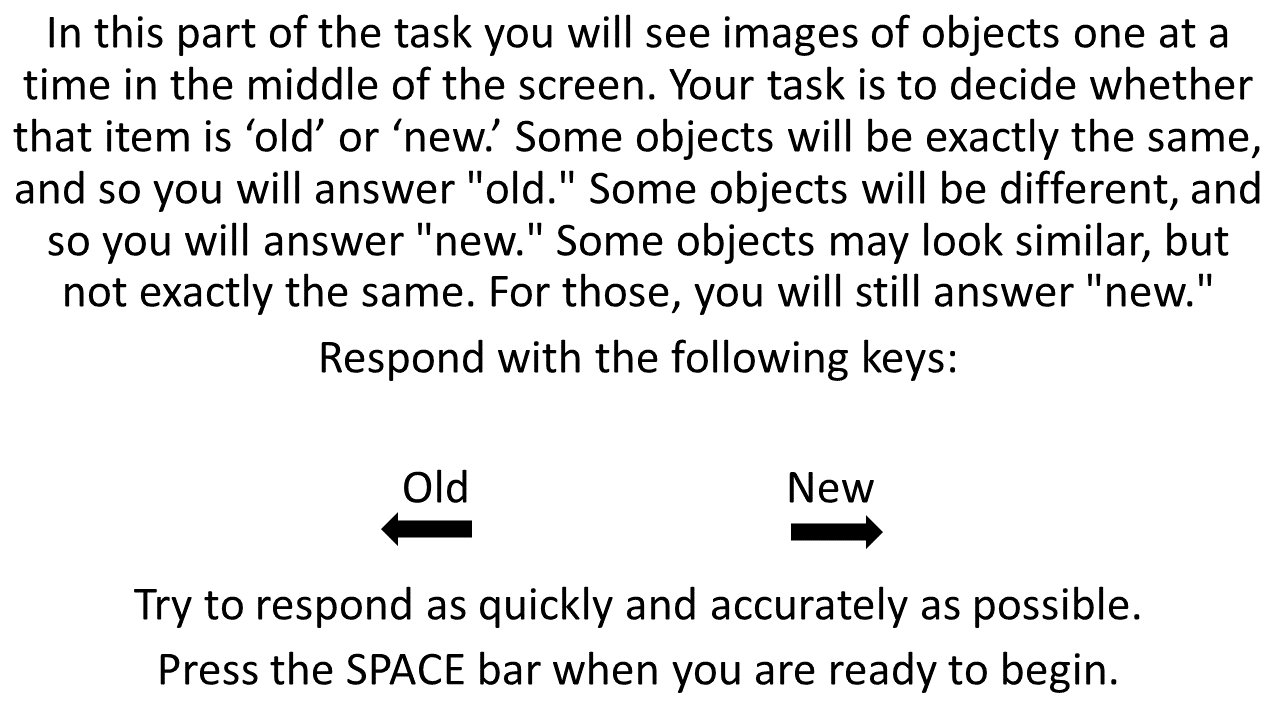 In this part of the task you will see images of objects one at a
time in the middle of the screen. Your task is to decide whether
that item is ‘old’ or ‘new.’ Some objects will be exactly the same,
and so you will answer "old." Some objects will be different, and
so you will answer "new." Some objects may look similar, but
not exactly the same. For those, you will still answer "new."
Respond with the following keys:
Old New
Try to respond as quickly and accurately as possible.
Press the SPACE bar when you are ready to begin.